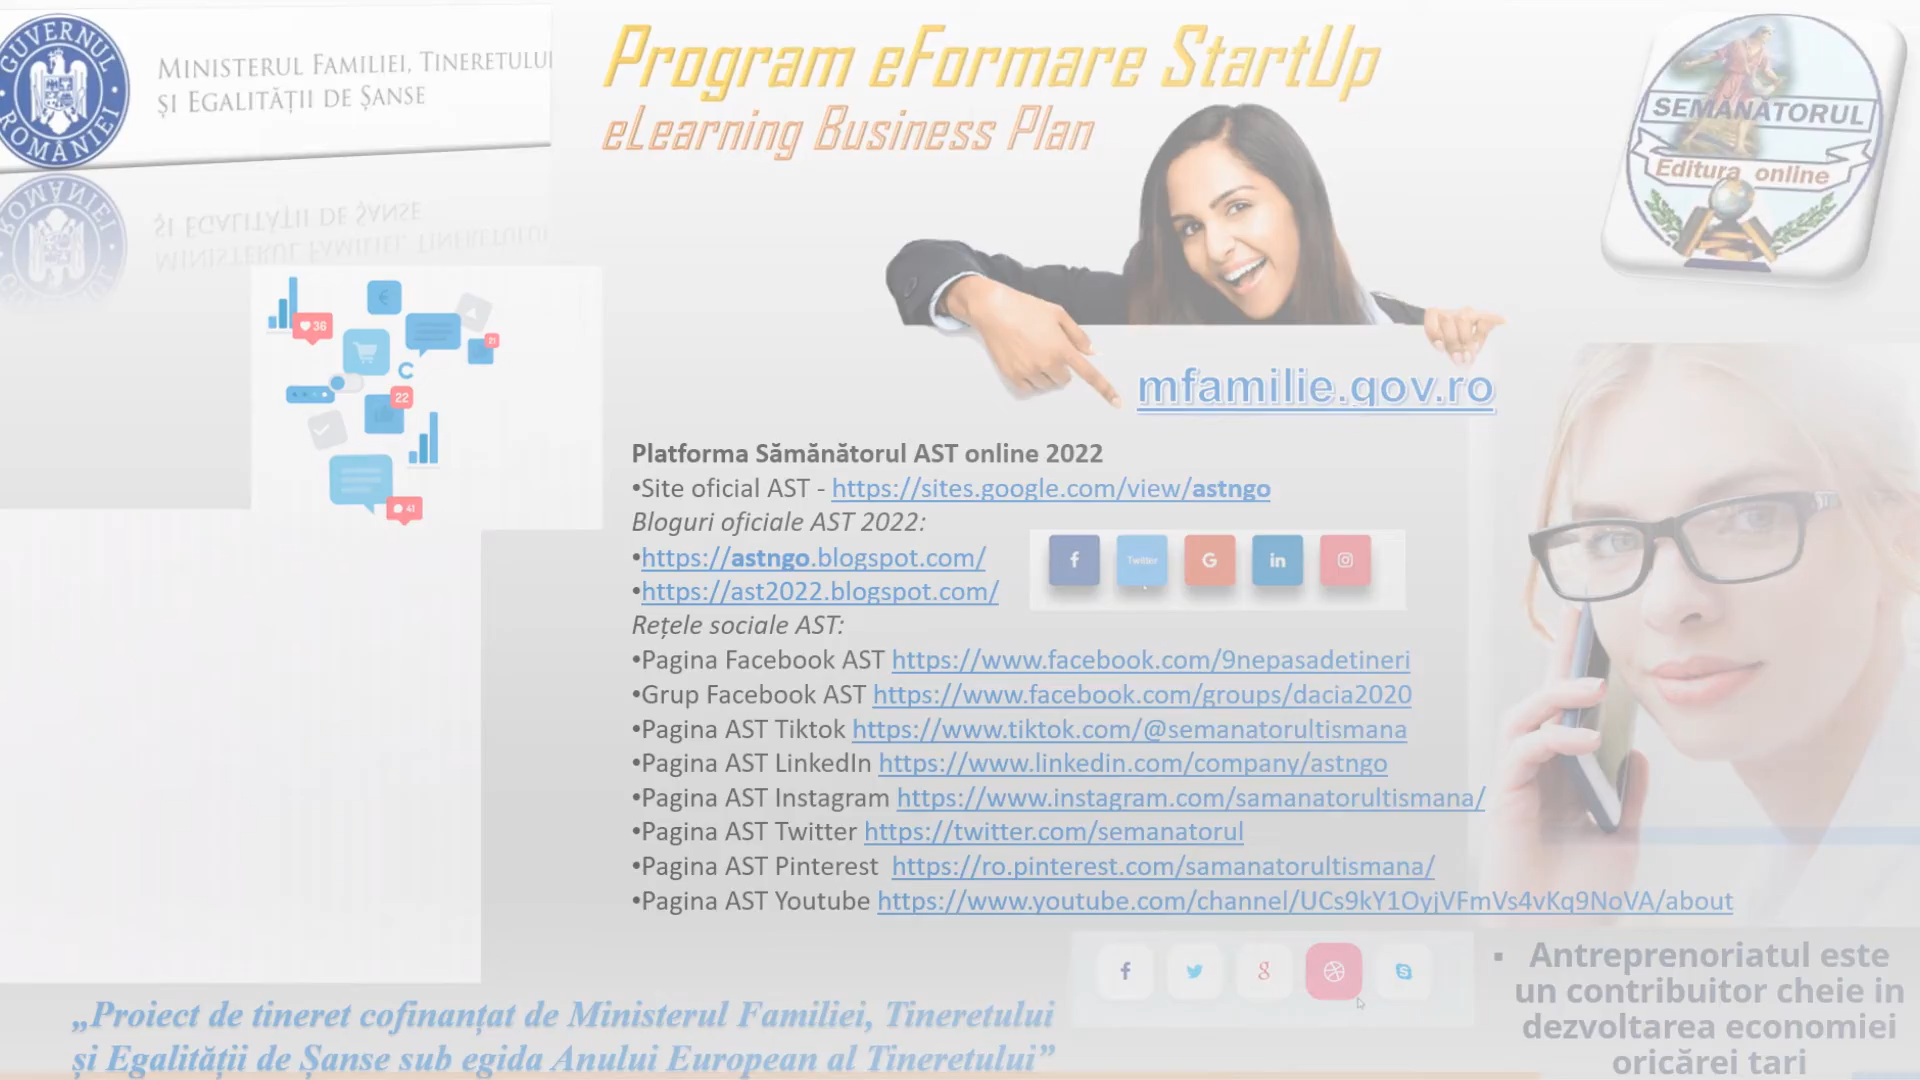 GUVERNUL
ROMÂNIEI
MINISTERUL FAMILIEI, TINERETULUI
ȘI EGALITĂȚII DE ȘANSE
Program eFormare StartUp
eLearning Business Plan
SEMANATORUL
Editura online
36
21
22
41
mfamilie.gov.ro
Platforma Sămănătorul AST online 2022
•Site oficial AST - https://sites.google.com/view/astngo
Bloguri oficiale AST 2022:
•https://astngo.blogspot.com/
•https://ast2022.blogspot.com/
Twitter
G
in
Rețele sociale AST:
•Pagina Facebook AST https://www.facebook.com/9nepasadetineri
•Grup Facebook AST https://www.facebook.com/groups/dacia2020
•Pagina AST Tiktok https://www.tiktok.com/@semanatorultismana
•Pagina AST LinkedIn https://www.linkedin.com/company/astngo
•Pagina AST Instagram https://www.instagram.com/samanatorultismana/
•Pagina AST Twitter https://twitter.com/semanatorul
•Pagina AST Pinterest https://ro.pinterest.com/samanatorultismana/
•Pagina AST Youtube https://www.youtube.com/channel/UCs9kY1OyjVFmVs4vKq9NoVA/about
„Proiect de tineret cofinanțat de Ministerul Familiei, Tineretului
și Egalității de Șanse sub egida Anului European al Tineretului”
▪ Antreprenoriatul este
un contribuitor cheie in
dezvoltarea economiei
oricărei tari